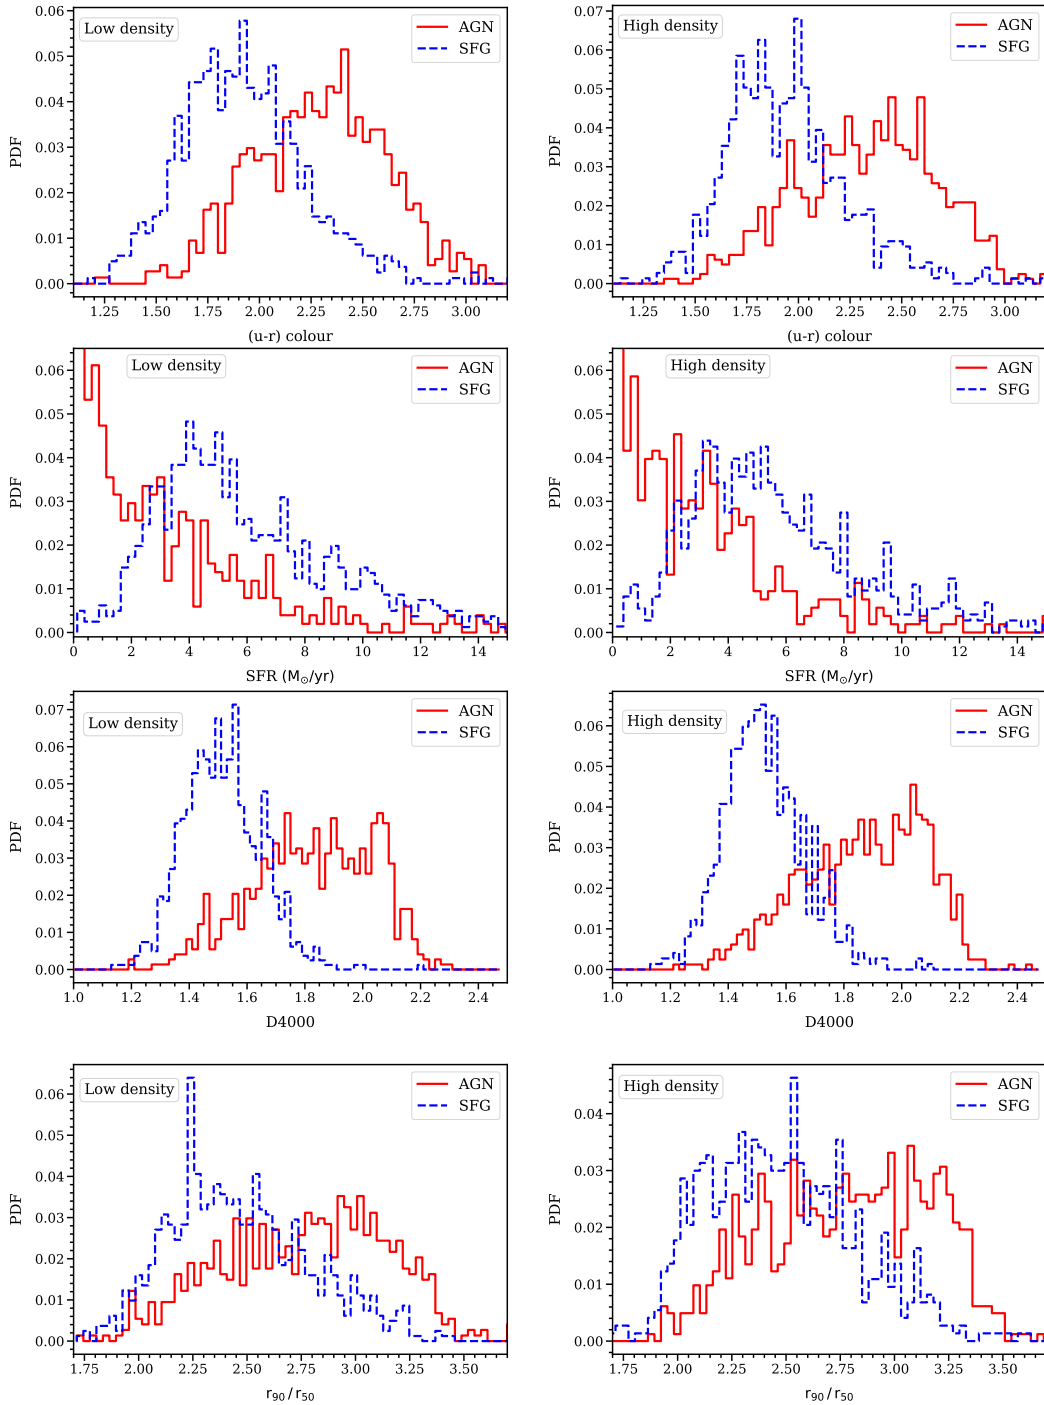 Low density
AGN
SFG
PDF
0.00
0.01
0.02
0.03
0.04
0.05
0.06
1.25 1.50 1.75 2.00 2.25 2.50 2.75 3.00
(u-r) colour
High density
AGN
SFG
PDF
0.00
0.01
0.02
0.03
0.04
0.05
0.06
0.07
1.25 1.50 1.75 2.00 2.25 2.50 2.75 3.00
(u-r) colour
Low density
AGN
SFG
PDF
0.00
0.01
0.02
0.03
0.04
0.05
0.06
0 2 4 6 8 10 12 14
SFR (M☉/yr)
High density
AGN
SFG
PDF
0.00
0.01
0.02
0.03
0.04
0.05
0.06
0 2 4 6 8 10 12 14
SFR (M☉/yr)
Low density
AGN
SFG
PDF
0.00
0.01
0.02
0.03
0.04
0.05
0.06
0.07
1.0 1.2 1.4 1.6 1.8 2.0 2.2 2.4
D4000
High density
AGN
SFG
PDF
0.00
0.01
0.02
0.03
0.04
0.05
0.06
1.0 1.2 1.4 1.6 1.8 2.0 2.2 2.4
D4000
Low density
AGN
SFG
PDF
0.00
0.01
0.02
0.03
0.04
0.05
0.06
1.75 2.00 2.25 2.50 2.75 3.00 3.25 3.50
r90 / r50
High density
AGN
SFG
PDF
0.00
0.01
0.02
0.03
0.04
1.75 2.00 2.25 2.50 2.75 3.00 3.25 3.50
r90 / r50